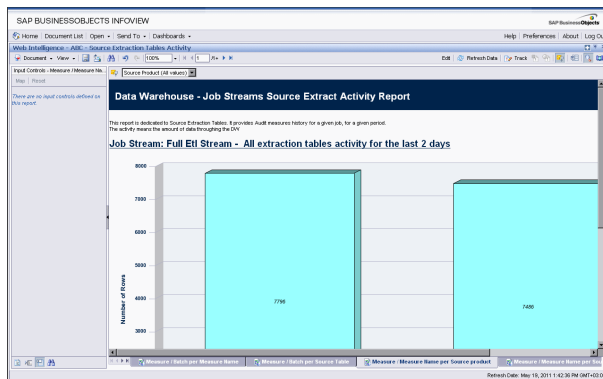 SAP BUSINESSOBJECTS INFOVIEW
SAP BusinessObjects
Home | Document List | Open | Send To | Dashboards
Help | Preferences | About | Log Ou
Web Intelligence - ABC - Source Extraction Tables Activity
Document View 100% 1 /1+
Edit Refresh Data Track
Input Controls - Measure / Measure Na...
Map | Reset
There are no input controls defined on this report.
Source Product (All values)
Data Warehouse - Job Streams Source Extract Activity Report
This report is dedicated to Source Extraction Tables. It provides Audit measures history for a given job, for a given period.
The activity means the amount of data throughing the DW
Job Stream: Full Etl Stream - All extraction tables activity for the last 2 days
8000
7000
6000
5000
4000
3000
Number of Rows
7796
7486
Measure / Batch per Measure Name
Measure / Batch per Source Table
Measure / Measure Name per Source product
Measure / Measure Name per Sou
Refresh Date: May 19, 2011 1:42:36 PM GMT+03:0